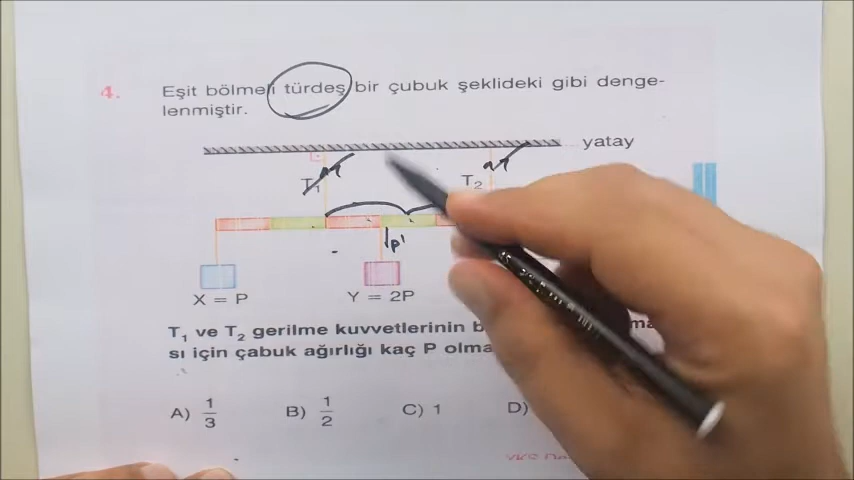 4. Eşit bölmeli türdeş bir çubuk şekildeki gibi denge-
lenmiştir.
yatay
T₁
T₂
P'
X = P
Y = 2P
T₁ ve T₂ gerilme kuvvetlerinin
sı için çabuk ağırlığı kaç P
A) 1/3 B) 1/2 C) 1 D)